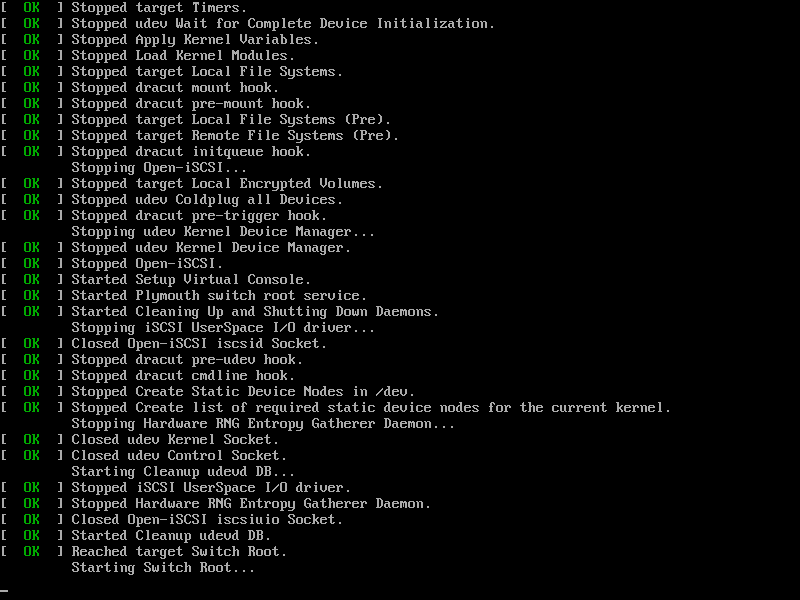 [  OK  ] Stopped target Timers.
[  OK  ] Stopped udev Wait for Complete Device Initialization.
[  OK  ] Stopped Apply Kernel Variables.
[  OK  ] Stopped Load Kernel Modules.
[  OK  ] Stopped target Local File Systems.
[  OK  ] Stopped dracut mount hook.
[  OK  ] Stopped dracut pre-mount hook.
[  OK  ] Stopped target Local File Systems (Pre).
[  OK  ] Stopped target Remote File Systems (Pre).
[  OK  ] Stopped dracut initqueue hook.
         Stopping Open-iSCSI...
[  OK  ] Stopped target Local Encrypted Volumes.
[  OK  ] Stopped udev Coldplug all Devices.
[  OK  ] Stopped dracut pre-trigger hook.
         Stopping udev Kernel Device Manager...
[  OK  ] Stopped udev Kernel Device Manager.
[  OK  ] Stopped Open-iSCSI.
[  OK  ] Started Setup Virtual Console.
[  OK  ] Started Plymouth switch root service.
[  OK  ] Started Cleaning Up and Shutting Down Daemons.
         Stopping iSCSI UserSpace I/O driver...
[  OK  ] Closed Open-iSCSI iscsid Socket.
[  OK  ] Stopped dracut pre-udev hook.
[  OK  ] Stopped dracut cmdline hook.
[  OK  ] Stopped Create Static Device Nodes in /dev.
[  OK  ] Stopped Create list of required static device nodes for the current kernel.
         Stopping Hardware RNG Entropy Gatherer Daemon...
[  OK  ] Closed udev Kernel Socket.
[  OK  ] Closed udev Control Socket.
         Starting Cleanup udevd DB...
[  OK  ] Stopped iSCSI UserSpace I/O driver.
[  OK  ] Stopped Hardware RNG Entropy Gatherer Daemon.
[  OK  ] Closed Open-iSCSI iscsiuio Socket.
[  OK  ] Started Cleanup udevd DB.
[  OK  ] Reached target Switch Root.
         Starting Switch Root...